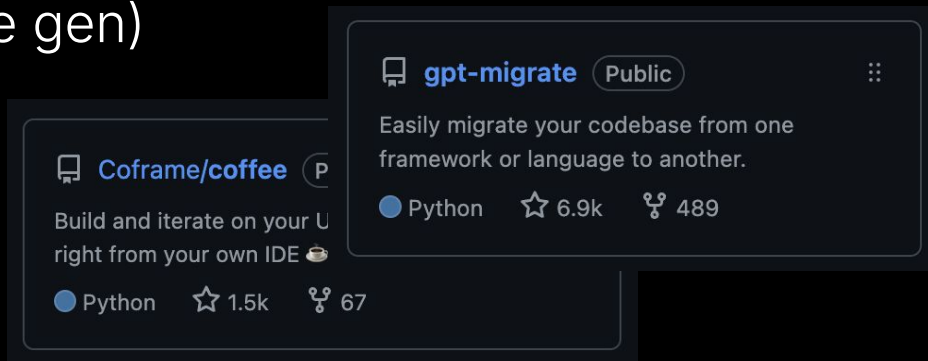 e gen)
gpt-migrate Public
Easily migrate your codebase from one
framework or language to another.
Python 6.9k 489
Coframe/coffee P
Build and iterate on your U
right from your own IDE ☕
Python 1.5k 67